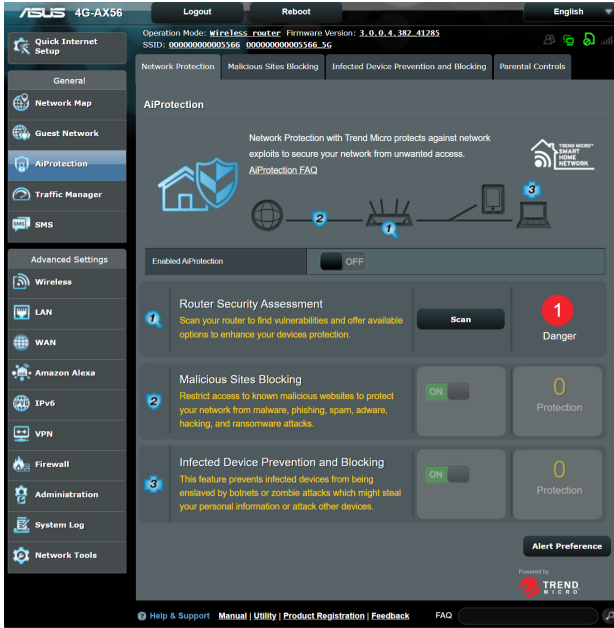 ASUS 4G-AX56
Logout
Reboot
English
Quick Internet
Setup
Operation Mode: Wireless router Firmware Version: 3.0.0.4.382_41285
SSID: 000000000005566 000000000005566_5G
General
Network Map
Guest Network
AiProtection
Traffic Manager
SMS
SMS
Advanced Settings
Wireless
LAN
WAN
Amazon Alexa
IPv6
VPN
Firewall
Administration
System Log
Network Tools
Network Protection
Malicious Sites Blocking
Infected Device Prevention and Blocking
Parental Controls
AiProtection
Network Protection with Trend Micro protects against network
exploits to secure your network from unwanted access.
AiProtection FAQ
TREND MICRO™
SMART
HOME
NETWORK
2
1
3
Enabled AiProtection
OFF
1
Router Security Assessment
Scan your router to find vulnerabilities and offer available
options to enhance your devices protection.
Scan
1
Danger
2
Malicious Sites Blocking
Restrict access to known malicious websites to protect
your network from malware, phishing, spam, adware,
hacking, and ransomware attacks.
ON
0
Protection
3
Infected Device Prevention and Blocking
This feature prevents infected devices from being
enslaved by botnets or zombie attacks which might steal
your personal information or attack other devices.
ON
0
Protection
Alert Preference
Powered by
TREND
MICRO
Help & Support Manual | Utility | Product Registration | Feedback FAQ